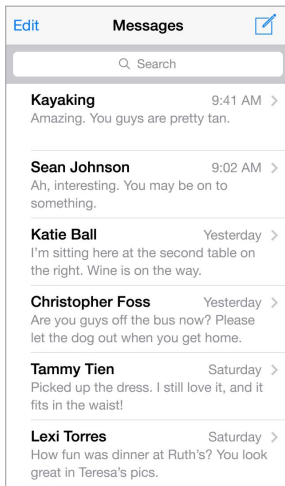 Edit Messages
Search
Kayaking 9:41 AM
Amazing. You guys are pretty tan.
Sean Johnson 9:02 AM
Ah, interesting. You may be on to
something.
Katie Ball Yesterday
I'm sitting here at the second table on
the right. Wine is on the way.
Christopher Foss Yesterday
Are you guys off the bus now? Please
let the dog out when you get home.
Tammy Tien Saturday
Picked up the dress. I still love it, and it
fits in the waist!
Lexi Torres Saturday
How fun was dinner at Ruth's? You look
great in Teresa's pics.